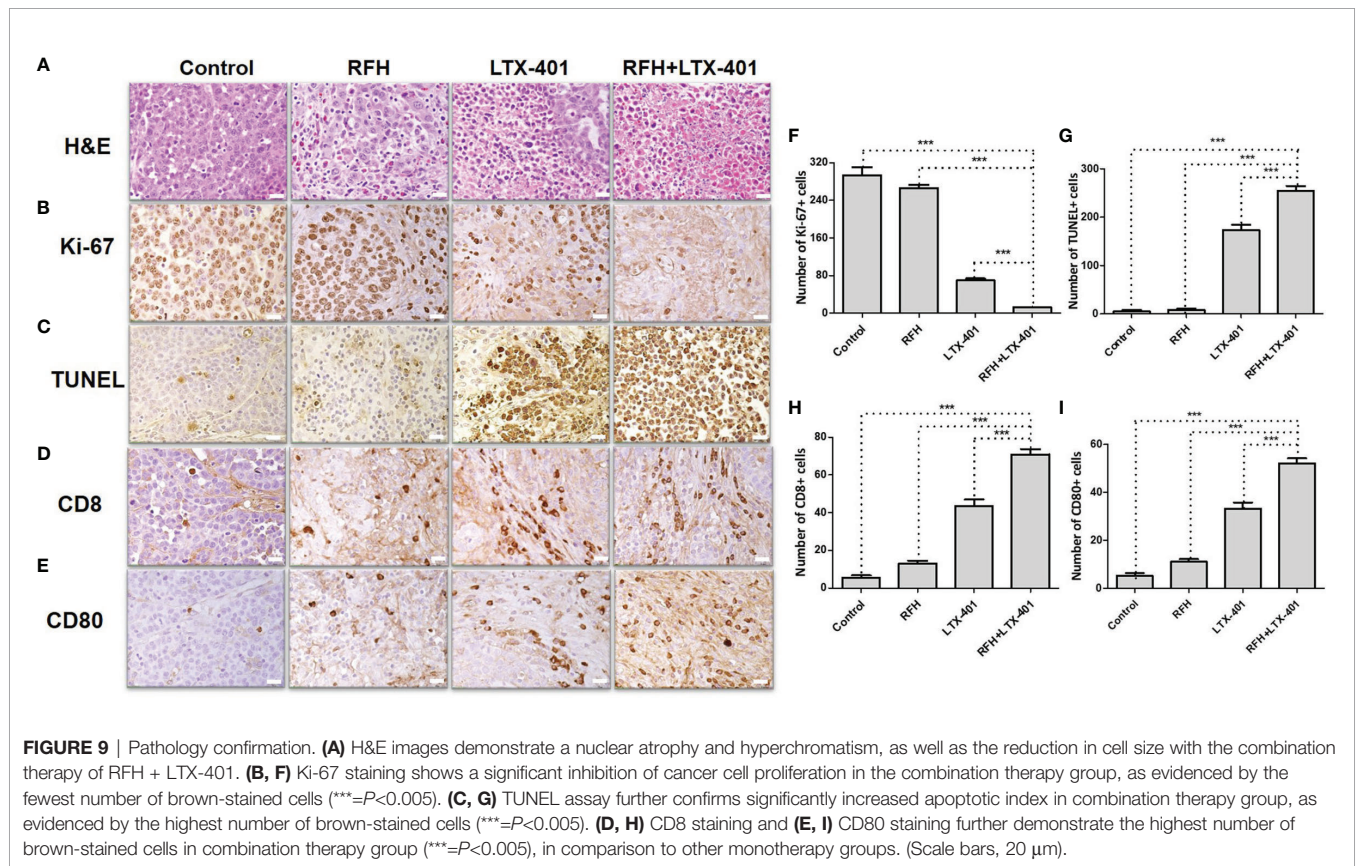 A
Control RFH LTX-401 RFH+LTX-401
H&E
B
Ki-67
C
TUNEL
D
CD8
E
CD80
F
Number of Ki-67+ cells
320
240
160
80
0
***
***
***
Control RFH LTX-401 RFH+LTX-401
G
Number of TUNEL+ cells
300
200
100
0
***
***
***
Control RFH LTX-401 RFH+LTX-401
H
Number of CD8+ cells
80
60
40
20
0
***
***
***
Control RFH LTX-401 RFH+LTX-401
I
Number of CD80+ cells
60
40
20
0
***
***
***
Control RFH LTX-401 RFH+LTX-401
FIGURE 9 | Pathology confirmation. (A) H&E images demonstrate a nuclear atrophy and hyperchromatism, as well as the reduction in cell size with the combination
therapy of RFH + LTX-401. (B, F) Ki-67 staining shows a significant inhibition of cancer cell proliferation in the combination therapy group, as evidenced by the
fewest number of brown-stained cells (***=P<0.005). (C, G) TUNEL assay further confirms significantly increased apoptotic index in combination therapy group, as
evidenced by the highest number of brown-stained cells (***=P<0.005). (D, H) CD8 staining and (E, I) CD80 staining further demonstrate the highest number of
brown-stained cells in combination therapy group (***=P<0.005), in comparison to other monotherapy groups. (Scale bars, 20 μm).